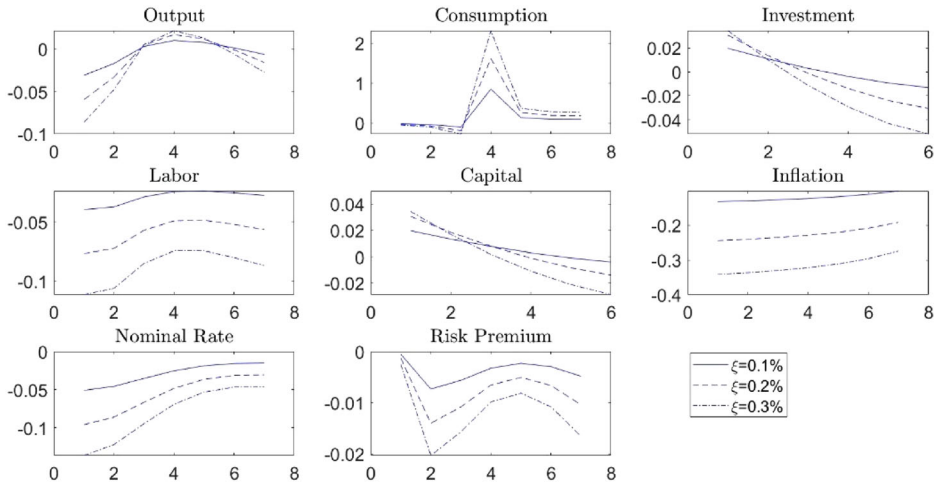 Output
0
-0.05
-0.1
0 2 4 6 8
Consumption
2
1
0
0 2 4 6 8
Investment
0.02
0
-0.02
-0.04
0 2 4 6
Labor
-0.05
-0.1
0 2 4 6 8
Capital
0.04
0.02
0
-0.02
0 2 4 6
Inflation
-0.2
-0.3
-0.4
0 2 4 6 8
Nominal Rate
0
-0.05
-0.1
0 2 4 6 8
Risk Premium
0
-0.01
-0.02
0 2 4 6 8
ξ=0.1%
ξ=0.2%
ξ=0.3%